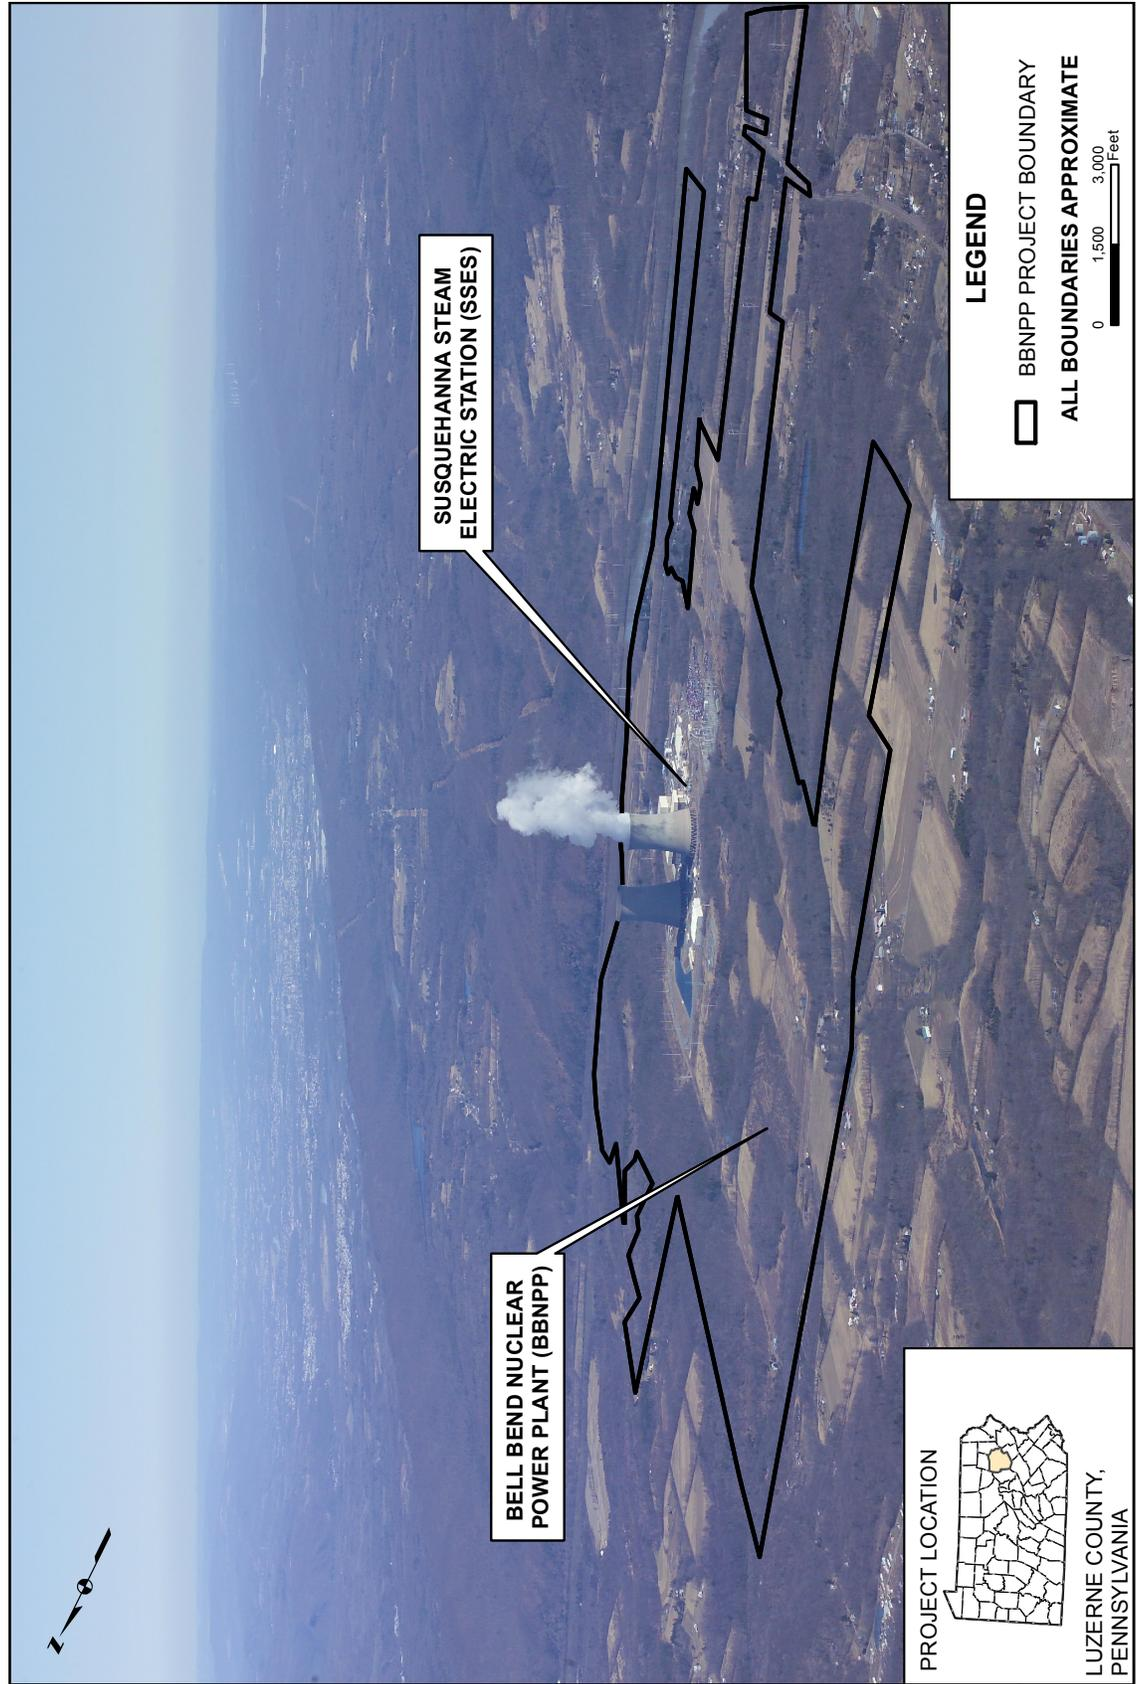 SUSQUEHANNA STEAM
ELECTRIC STATION (SSES)
BELL BEND NUCLEAR
POWER PLANT (BBNPP)
N
PROJECT LOCATION
LUZERNE COUNTY,
PENNSYLVANIA
LEGEND
BBNPP PROJECT BOUNDARY
ALL BOUNDARIES APPROXIMATE
0 1,500 3,000
Feet